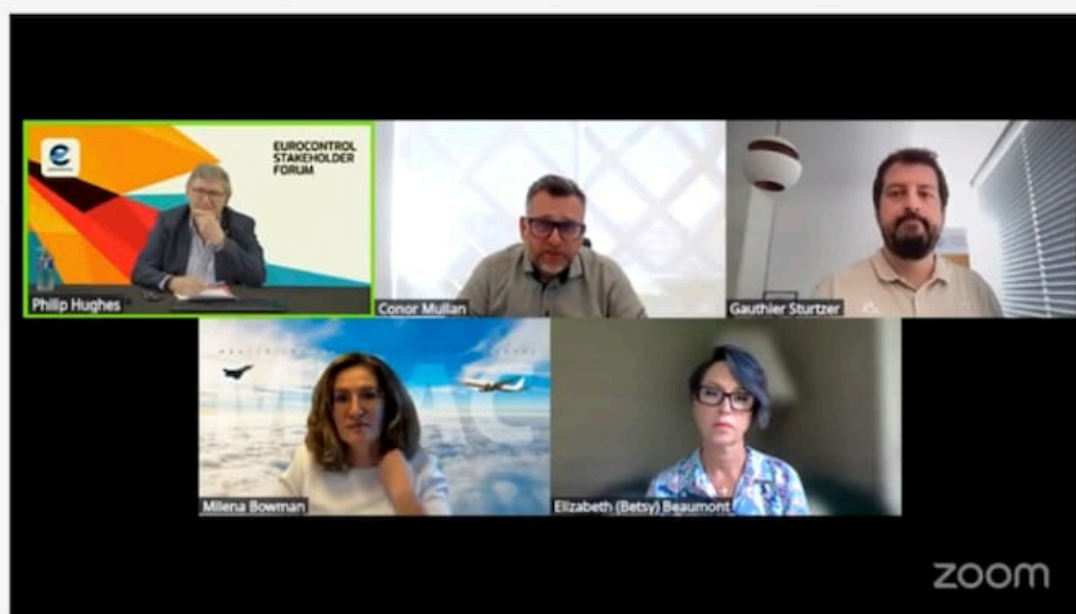 EUROCONTROL
STAKEHOLDER
FORUM
Philip Hughes
Conor Mullan
Gauthier Sturtzer
Milena Bowman
Elizabeth (Betsy) Beaumont
zoom